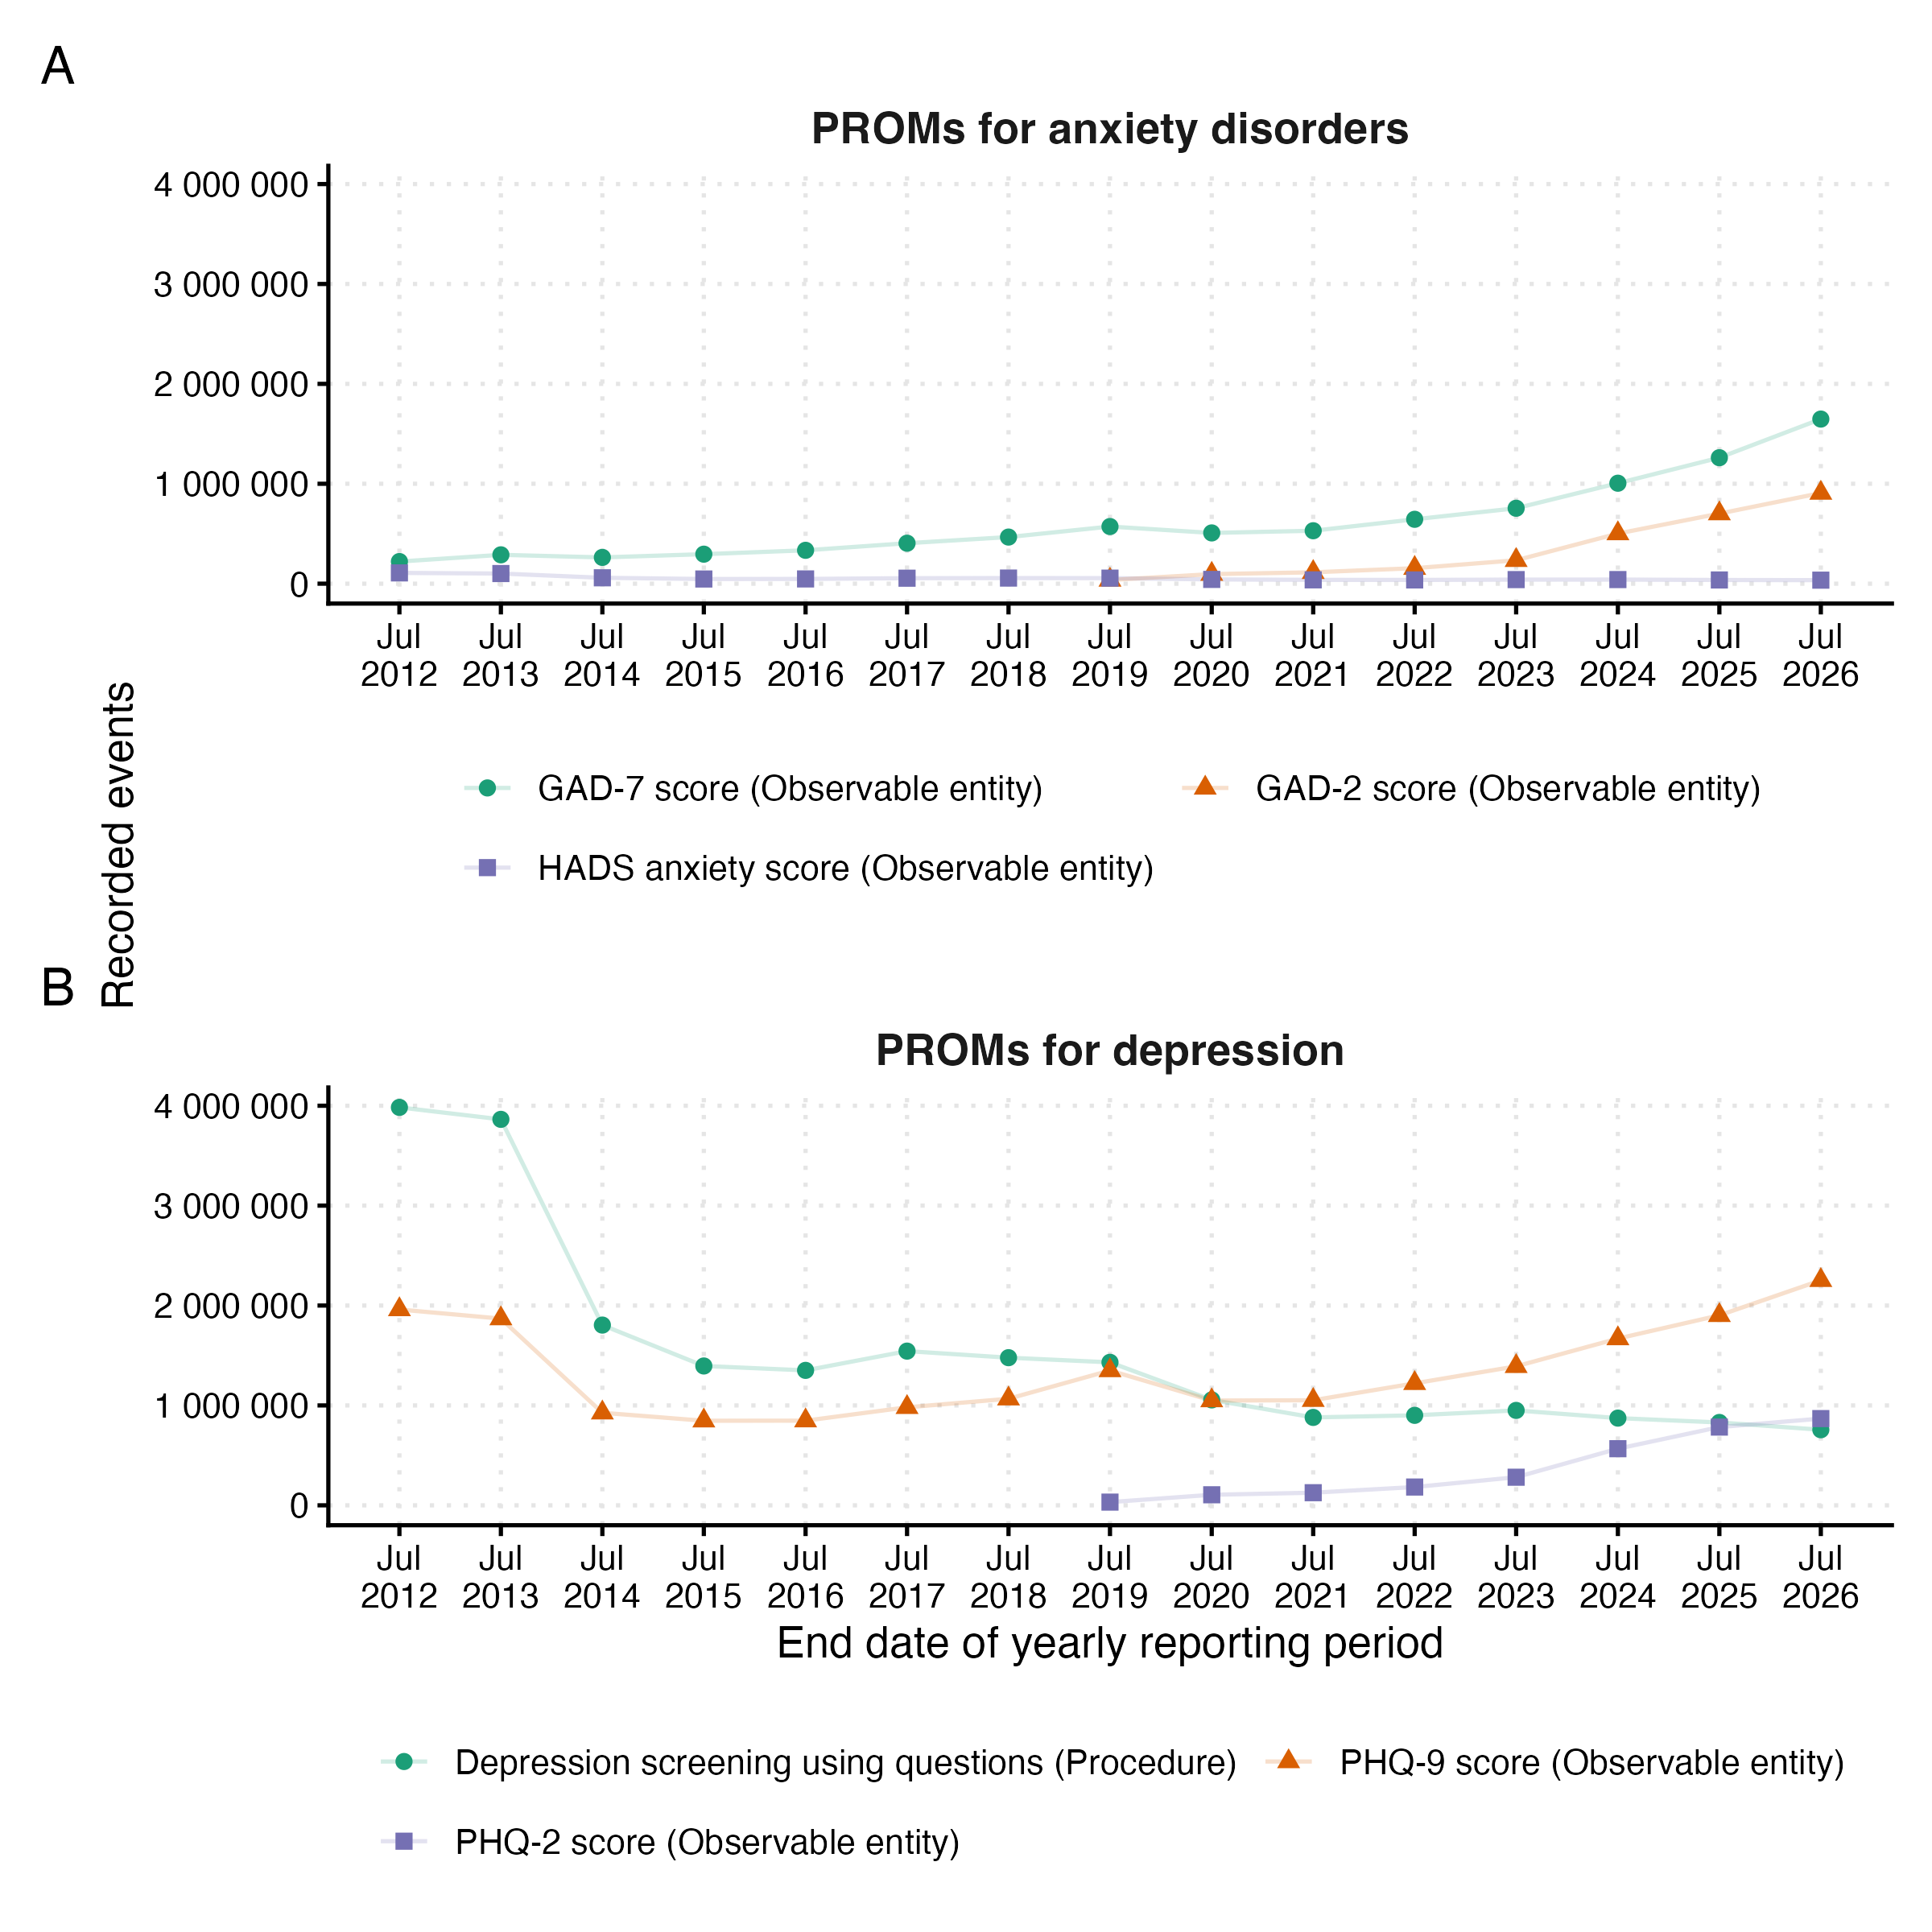 A
PROMs for anxiety disorders
4 000 000
3 000 000
2 000 000
1 000 000
0
Jul Jul Jul Jul Jul Jul Jul Jul Jul Jul Jul Jul Jul Jul Jul
2012 2013 2014 2015 2016 2017 2018 2019 2020 2021 2022 2023 2024 2025 2026
GAD-7 score (Observable entity) GAD-2 score (Observable entity)
HADS anxiety score (Observable entity)
Recorded events
B
PROMs for depression
4 000 000
3 000 000
2 000 000
1 000 000
0
Jul Jul Jul Jul Jul Jul Jul Jul Jul Jul Jul Jul Jul Jul Jul
2012 2013 2014 2015 2016 2017 2018 2019 2020 2021 2022 2023 2024 2025 2026
End date of yearly reporting period
Depression screening using questions (Procedure) PHQ-9 score (Observable entity)
PHQ-2 score (Observable entity)